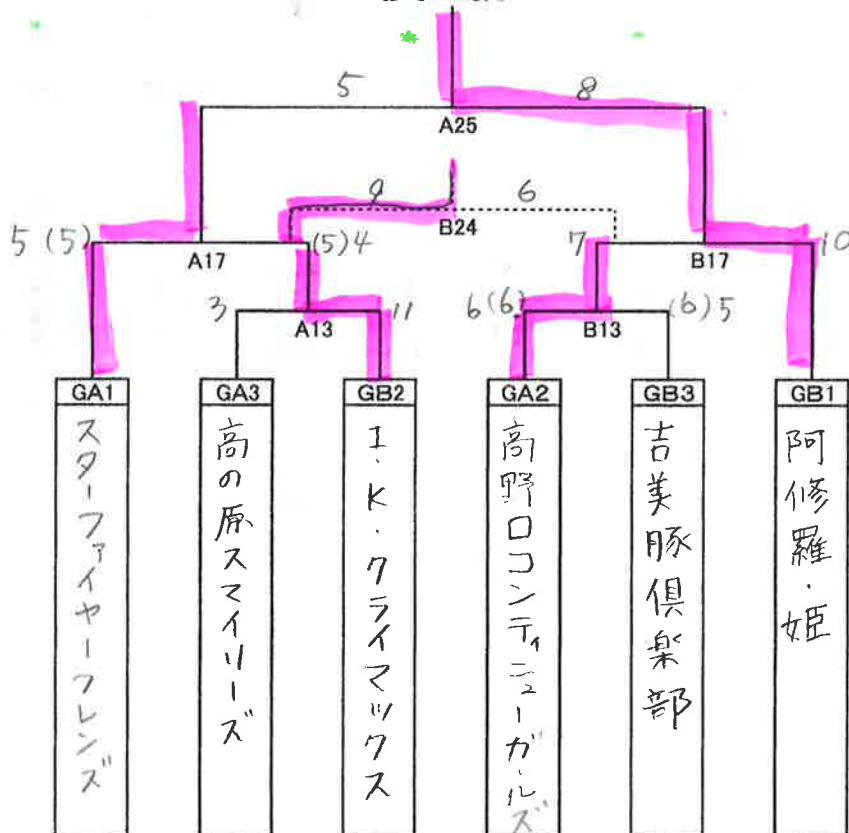 5 8
A25
9 6
B24
5 (5) (5)4 7 10
A17 B17
3 11 6(6) (6)5
A13 B13
GA1 GA3 GB2 GA2 GB3 GB1
スターファイヤーフレンズ
高の原スマイリーズ
I・K・クライマックス
高野口コンティニューガールズ
吉美豚倶楽部
阿修羅・姫